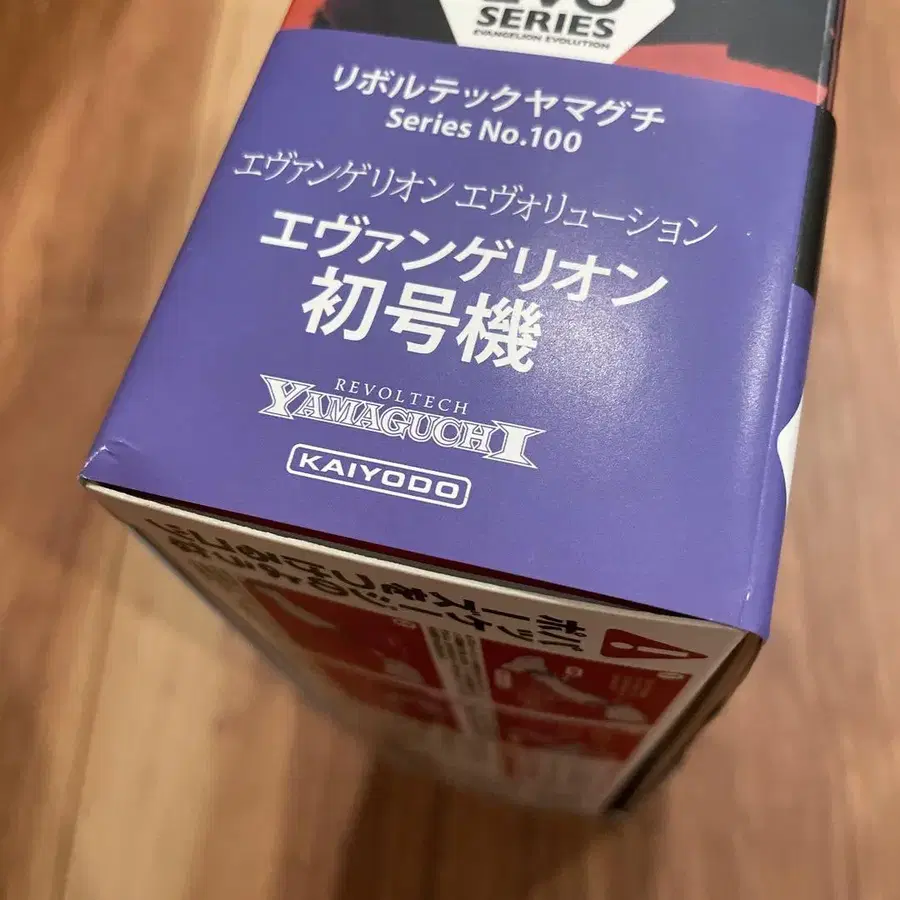 SERIES
EVANGELION EVOLUTION
リボルテックヤマグチ
Series No.100
エヴァンゲリオン エヴォリューション
エヴァンゲリオン
初号機
REVOLTECH
YAMAGUCHI
KAIYODO